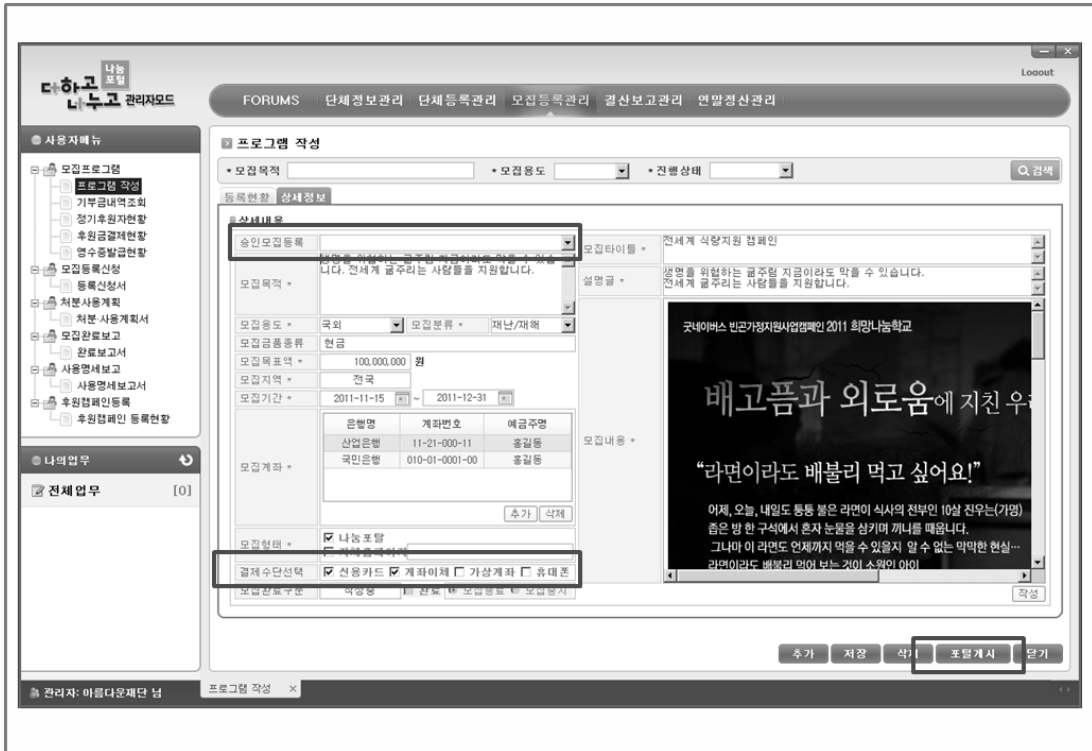 Logout
나눔
포털
더하고
나누고 관리자모드
FORUMS 단체정보관리 단체등록관리 모집등록관리 결산보고관리 연말정산관리
사용자메뉴
모집프로그램
프로그램 작성
기부금내역조회
정기후원자현황
후원금결제현황
영수증발급현황
모집등록신청
등록신청서
처분사용계획
처분·사용계획서
모집완료보고
완료보고서
사용명세보고
사용명세보고서
후원캠페인등록
후원캠페인 등록현황
나의업무
전체업무 [0]
프로그램 작성
*모집목적 *모집용도 *진행상태 검색
등록현황 상세정보
상세내용
승인모집등록
모집목적 *
생명을 위협하는 굶주림 지금이라도 막을 수 있습
니다. 전세계 굶주리는 사람들을 지원합니다.
모집용도 * 국외 모집분류 * 재난/재해
모집금품종류 현금
모집목표액 * 100,000,000 원
모집지역 * 전국
모집기간 * 2011-11-15 ~ 2011-12-31
모집계좌 *
은행명 계좌번호 예금주명
산업은행 11-21-000-11 홍길동
국민은행 010-01-0001-00 홍길동
추가 삭제
모집형태 * 나눔포탈
자체홈페이지
결제수단선택 신용카드 계좌이체 가상계좌 휴대폰
모집완료구분 작성중 완료 모집종료 모집중지
모집타이틀 * 전세계 식량지원 캠페인
설명글 * 생명을 위협하는 굶주림 지금이라도 막을 수 있습니다.
전세계 굶주리는 사람들을 지원합니다.
모집내용 *
굿네이버스 빈곤가정지원사업캠페인 2011 희망나눔학교
배고픔과 외로움에 지친 우리
“라면이라도 배불리 먹고 싶어요!”
어제, 오늘, 내일도 통통 불은 라면이 식사의 전부인 10살 진우는(가명)
좁은 방 한 구석에서 혼자 눈물을 삼키며 끼니를 때웁니다.
그나마 이 라면도 언제까지 먹을 수 있을지 알 수 없는 막막한 현실…
라면이라도 배불리 먹어 보는 것이 소원인 아이
작성
추가 저장 삭제 포털게시 닫기
관리자: 아름다운재단 님
프로그램 작성 ×